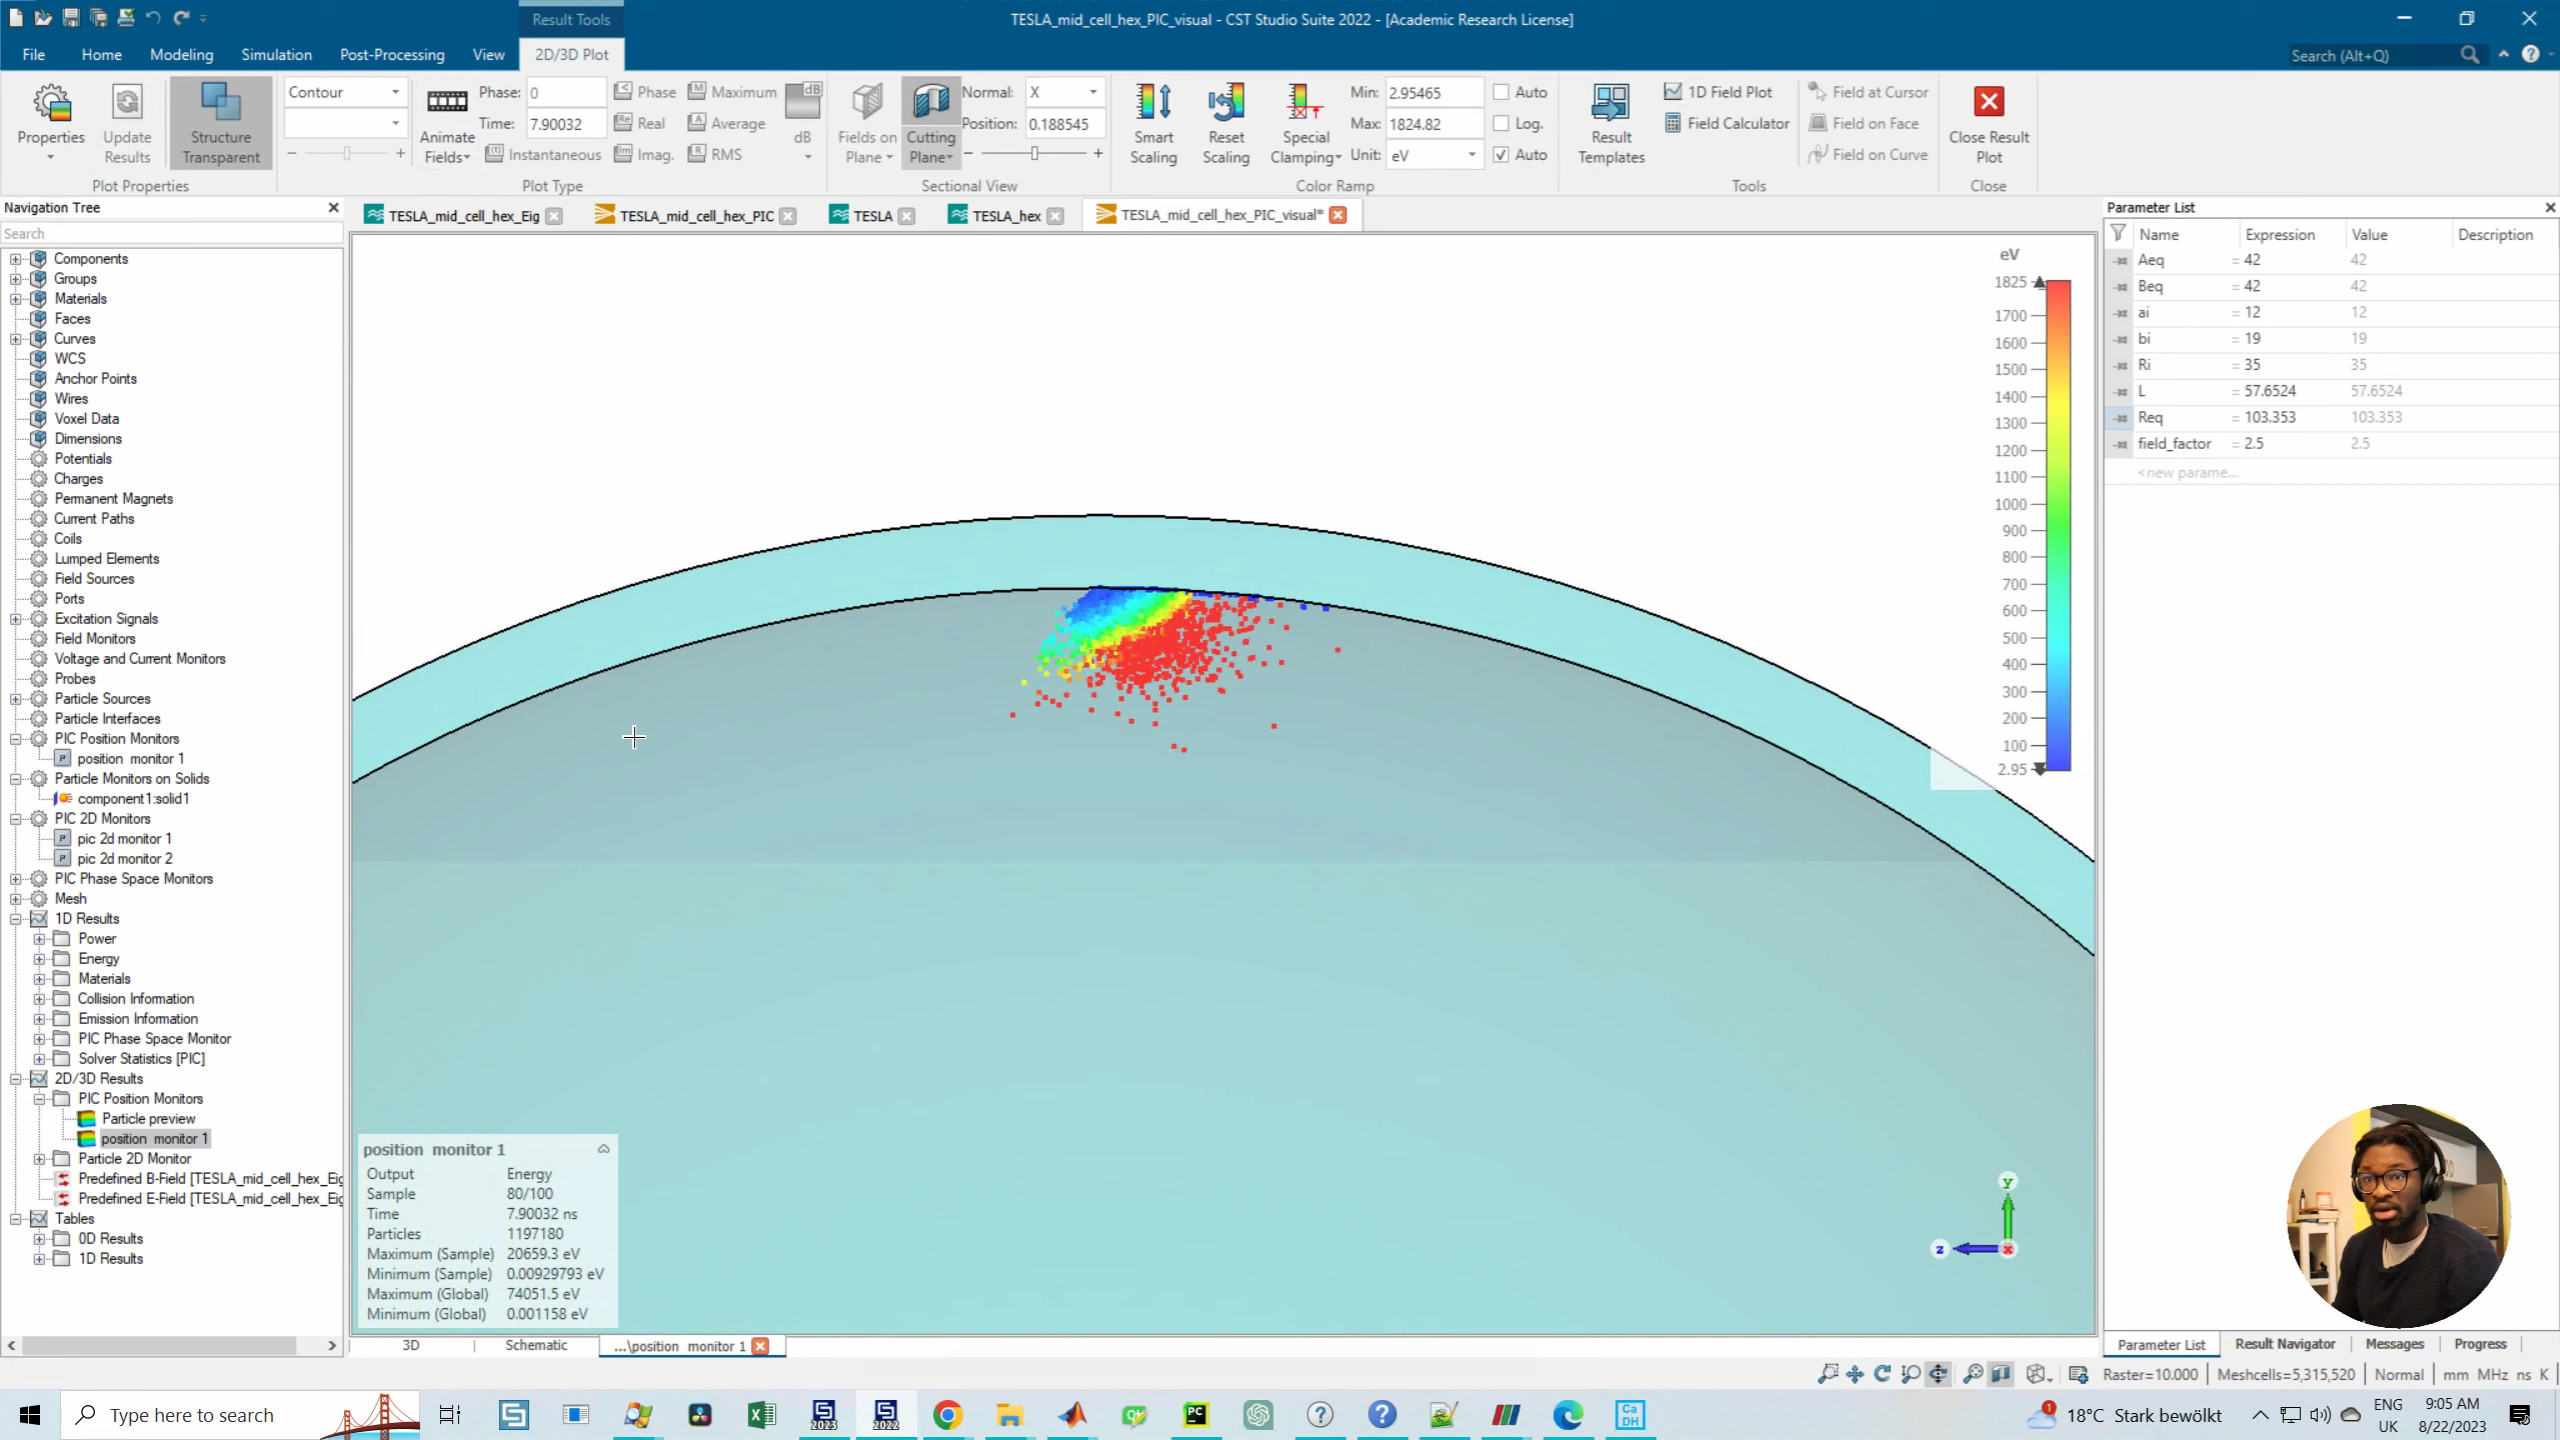 Result Tools
TESLA_mid_cell_hex_PIC_visual - CST Studio Suite 2022 - [Academic Research License]
File Home Modeling Simulation Post-Processing View 2D/3D Plot Search (Alt+Q)
Properties
Update Results
Structure Transparent
Plot Properties
Contour
Animate Fields
Phase: 0
Time: 7.90032
Phase Maximum
Real Average
Instantaneous Imag. RMS
dB
dB
Plot Type
Fields on Plane
Cutting Plane
Normal: X
Position: 0.188545
Sectional View
Smart Scaling
Reset Scaling
Special Clamping
Min: 2.95465 Auto
Max: 1824.82 Log.
Unit: eV Auto
Color Ramp
Result Templates
1D Field Plot
Field Calculator
Field at Cursor
Field on Face
Field on Curve
Tools
Close Result Plot
Close
Navigation Tree
Search
Components
Groups
Materials
Faces
Curves
WCS
Anchor Points
Wires
Voxel Data
Dimensions
Potentials
Charges
Permanent Magnets
Current Paths
Coils
Lumped Elements
Field Sources
Ports
Excitation Signals
Field Monitors
Voltage and Current Monitors
Probes
Particle Sources
Particle Interfaces
PIC Position Monitors
position monitor 1
Particle Monitors on Solids
component1:solid1
PIC 2D Monitors
pic 2d monitor 1
pic 2d monitor 2
PIC Phase Space Monitors
Mesh
1D Results
Power
Energy
Materials
Collision Information
Emission Information
PIC Phase Space Monitor
Solver Statistics [PIC]
2D/3D Results
PIC Position Monitors
Particle preview
position monitor 1
Particle 2D Monitor
Predefined B-Field [TESLA_mid_cell_hex_Eig
Predefined E-Field [TESLA_mid_cell_hex_Eig
Tables
0D Results
1D Results
TESLA_mid_cell_hex_Eig TESLA_mid_cell_hex_PIC TESLA TESLA_hex TESLA_mid_cell_hex_PIC_visual*
eV
1825
1700
1600
1500
1400
1300
1200
1100
1000
900
800
700
600
500
400
300
200
100
2.95
position monitor 1
Output Energy
Sample 80/100
Time 7.90032 ns
Particles 1197180
Maximum (Sample) 20659.3 eV
Minimum (Sample) 0.00929793 eV
Maximum (Global) 74051.5 eV
Minimum (Global) 0.001158 eV
y
z x
3D Schematic ...\position monitor 1
Parameter List
Name Expression Value Description
Aeq = 42 42
Beq = 42 42
ai = 12 12
bi = 19 19
Ri = 35 35
L = 57.6524 57.6524
Req = 103.353 103.353
field_factor = 2.5 2.5
<new parame...
Parameter List Result Navigator Messages Progress
Raster=10.000 Meshcells=5,315,520 Normal mm MHz ns K
Type here to search
2023
2022
PC
Ca DH
1
18°C Stark bewölkt
ENG
UK
9:05 AM
8/22/2023